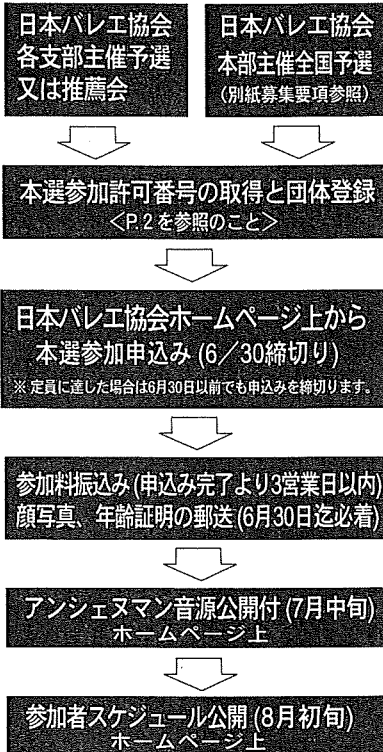 日本バレエ協会
各支部主催予選
又は推薦会
日本バレエ協会
本部主催全国予選
(別紙募集要項参照)
本選参加許可番号の取得と団体登録
<P.2を参照のこと>
日本バレエ協会ホームページ上から
本選参加申込み (6/30締切り)
※ 定員に達した場合は6月30日以前でも申込みを締切ります。
参加料振込み (申込み完了より3営業日以内)
顔写真、年齢証明の郵送 (6月30日迄必着)
アンシェヌマン音源公開付 (7月中旬)
ホームページ上
参加者スケジュール公開 (8月初旬)
ホームページ上